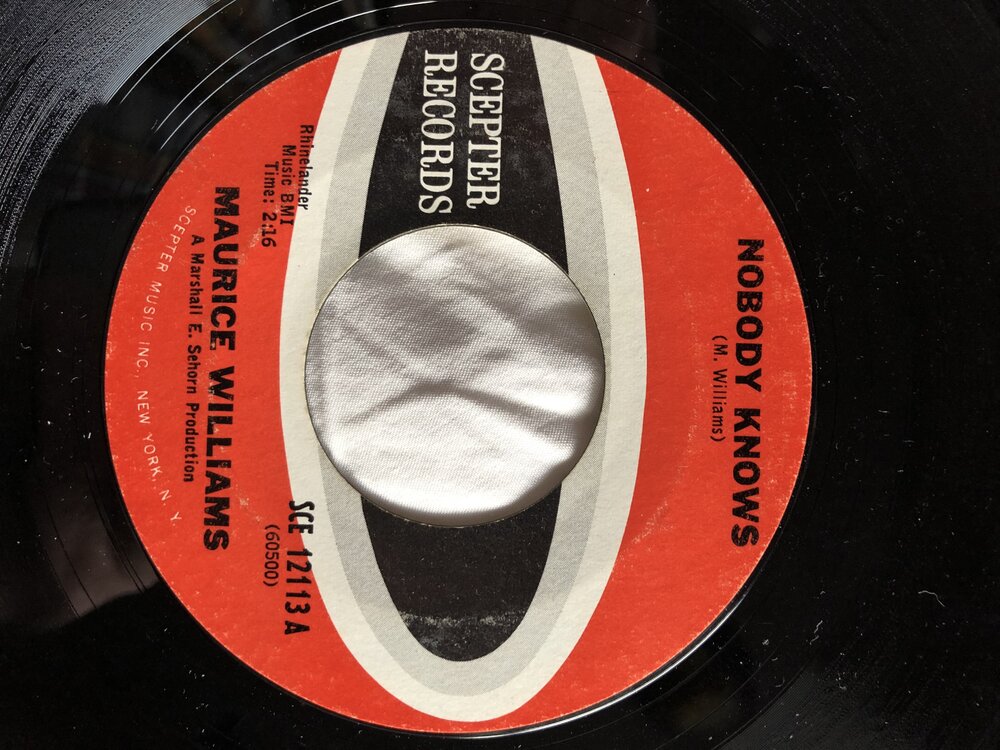 NOBODY KNOWS
(M. Williams)
SCEPTER
RECORDS
Rhinelander
Music BMI
Time: 2:16
SCE 12113 A
(60500)
MAURICE WILLIAMS
A Marshall E. Sehorn Production
SCEPTER MUSIC INC., NEW YORK, N. Y.